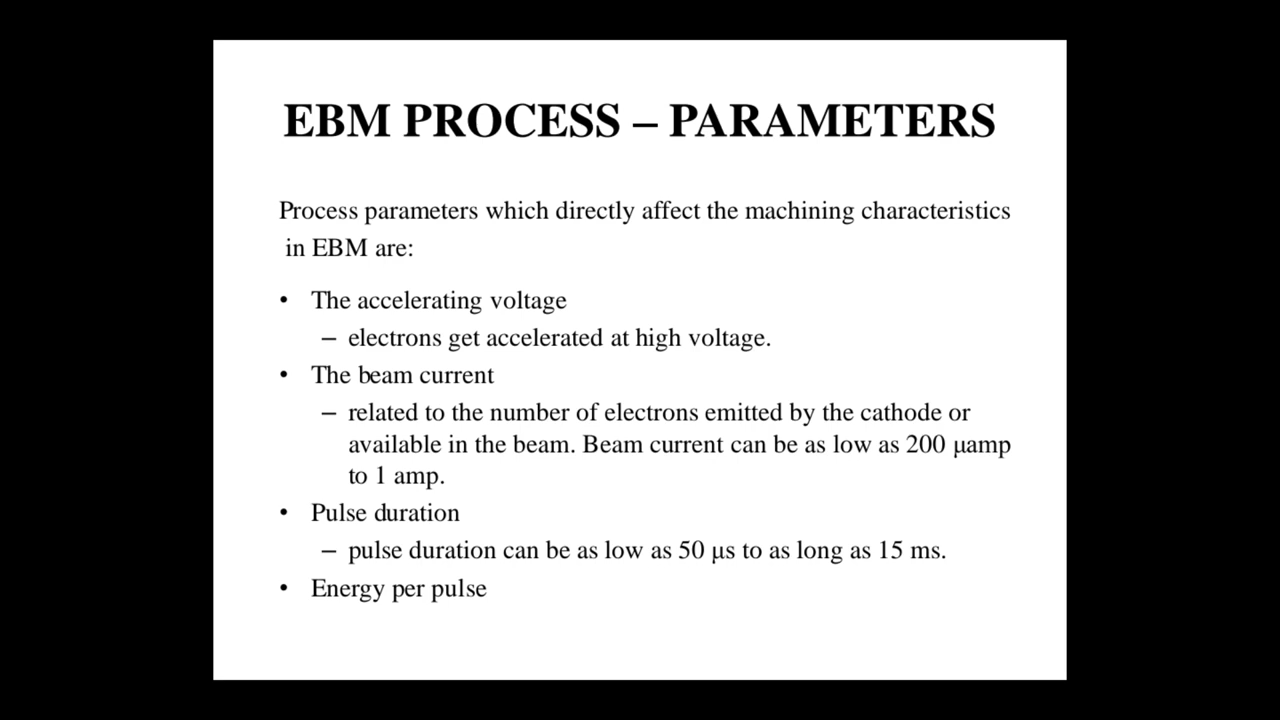 EBM PROCESS – PARAMETERS
Process parameters which directly affect the machining characteristics
in EBM are:
• The accelerating voltage
– electrons get accelerated at high voltage.
• The beam current
– related to the number of electrons emitted by the cathode or
available in the beam. Beam current can be as low as 200 μamp
to 1 amp.
• Pulse duration
– pulse duration can be as low as 50 μs to as long as 15 ms.
• Energy per pulse